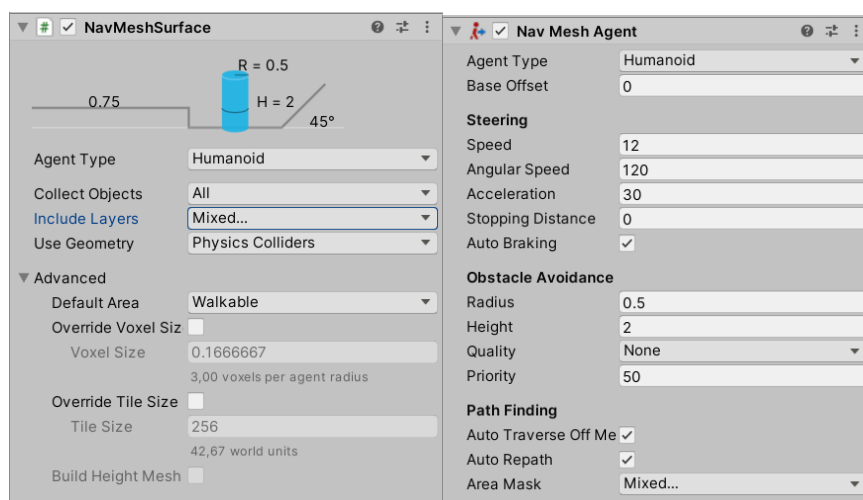 NavMeshSurface
R = 0.5
0.75
H = 2
45°
Agent Type Humanoid
Collect Objects All
Include Layers Mixed...
Use Geometry Physics Colliders
Advanced
Default Area Walkable
Override Voxel Siz
Voxel Size 0.1666667
3,00 voxels per agent radius
Override Tile Size
Tile Size 256
42,67 world units
Build Height Mesh
Nav Mesh Agent
Agent Type Humanoid
Base Offset 0
Steering
Speed 12
Angular Speed 120
Acceleration 30
Stopping Distance 0
Auto Braking
Obstacle Avoidance
Radius 0.5
Height 2
Quality None
Priority 50
Path Finding
Auto Traverse Off Me
Auto Repath
Area Mask Mixed...